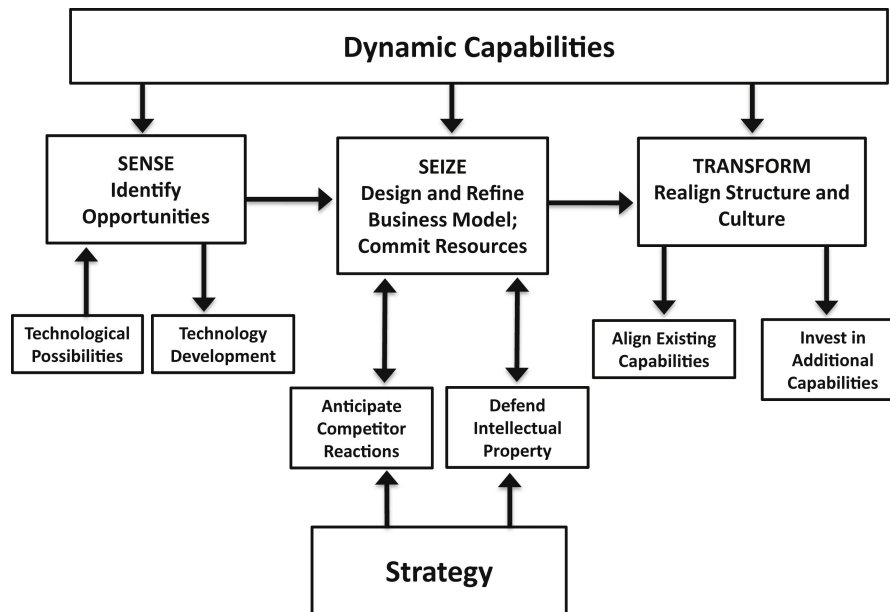 Dynamic Capabilities
SENSE
Identify
Opportunities
SEIZE
Design and Refine
Business Model;
Commit Resources
TRANSFORM
Realign Structure and
Culture
Technological
Possibilities
Technology
Development
Anticipate
Competitor
Reactions
Defend
Intellectual
Property
Align Existing
Capabilities
Invest in
Additional
Capabilities
Strategy